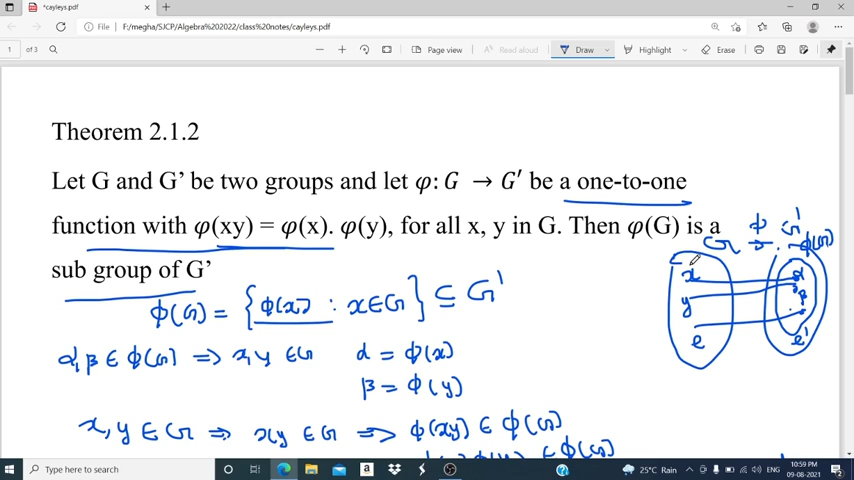 *cayleys.pdf
File | F:/megha/SJCP/Algebra%202022/class%20notes/cayleys.pdf
1 of 3 Page view Read aloud Draw Highlight Erase
Theorem 2.1.2
Let G and G’ be two groups and let φ: G → G′ be a one-to-one
function with φ(xy) = φ(x). φ(y), for all x, y in G. Then φ(G) is a
sub group of G’
G ϕ → G' ϕ(G)
x α
y β
e e'
ϕ(G) = { ϕ(x) : x ∈ G } ⊆ G'
α, β ∈ ϕ(G) ⟹ x, y ∈ G α = ϕ(x)
β = ϕ(y)
x, y ∈ G ⟹ xy ∈ G ⟹ ϕ(xy) ∈ ϕ(G)
∈ ϕ(G)
Type here to search
25°C Rain ENG 10:59 PM 09-08-2021